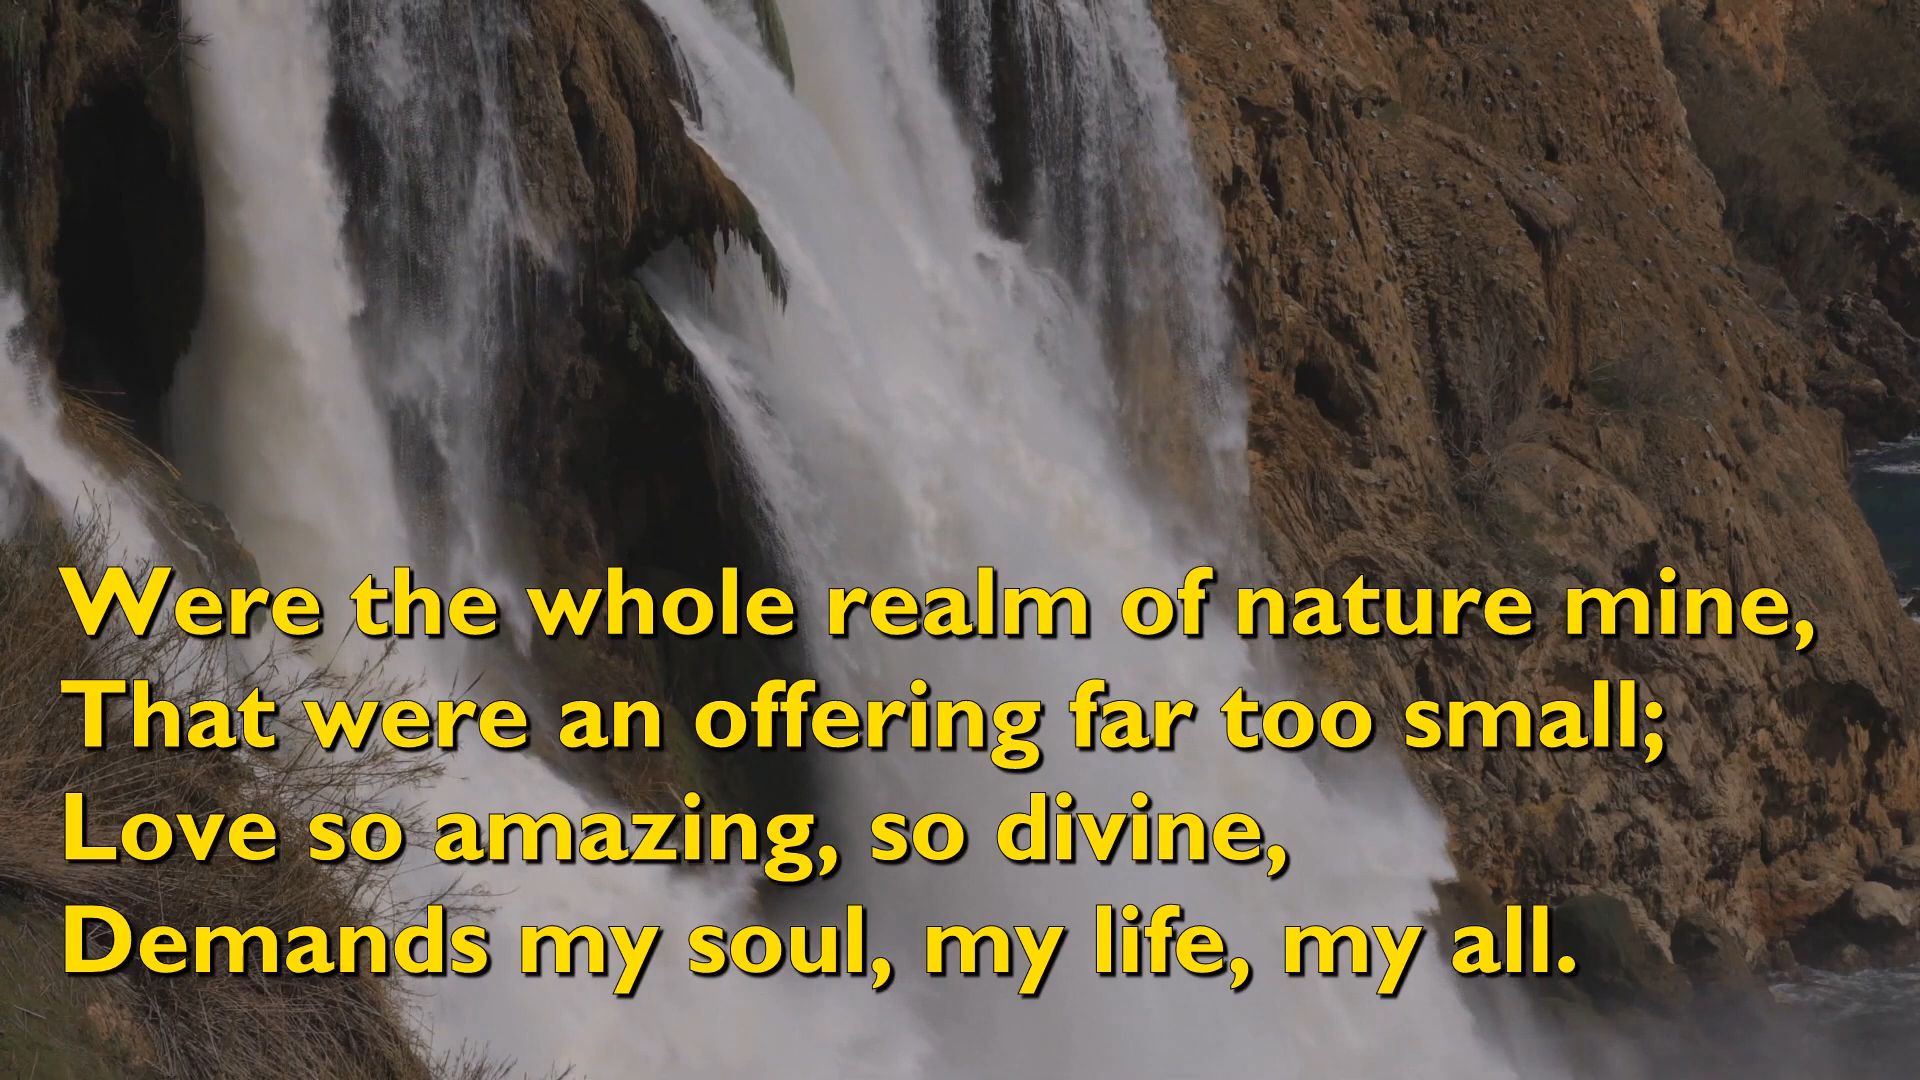 Were the whole realm of nature mine,
That were an offering far too small;
Love so amazing, so divine,
Demands my soul, my life, my all.